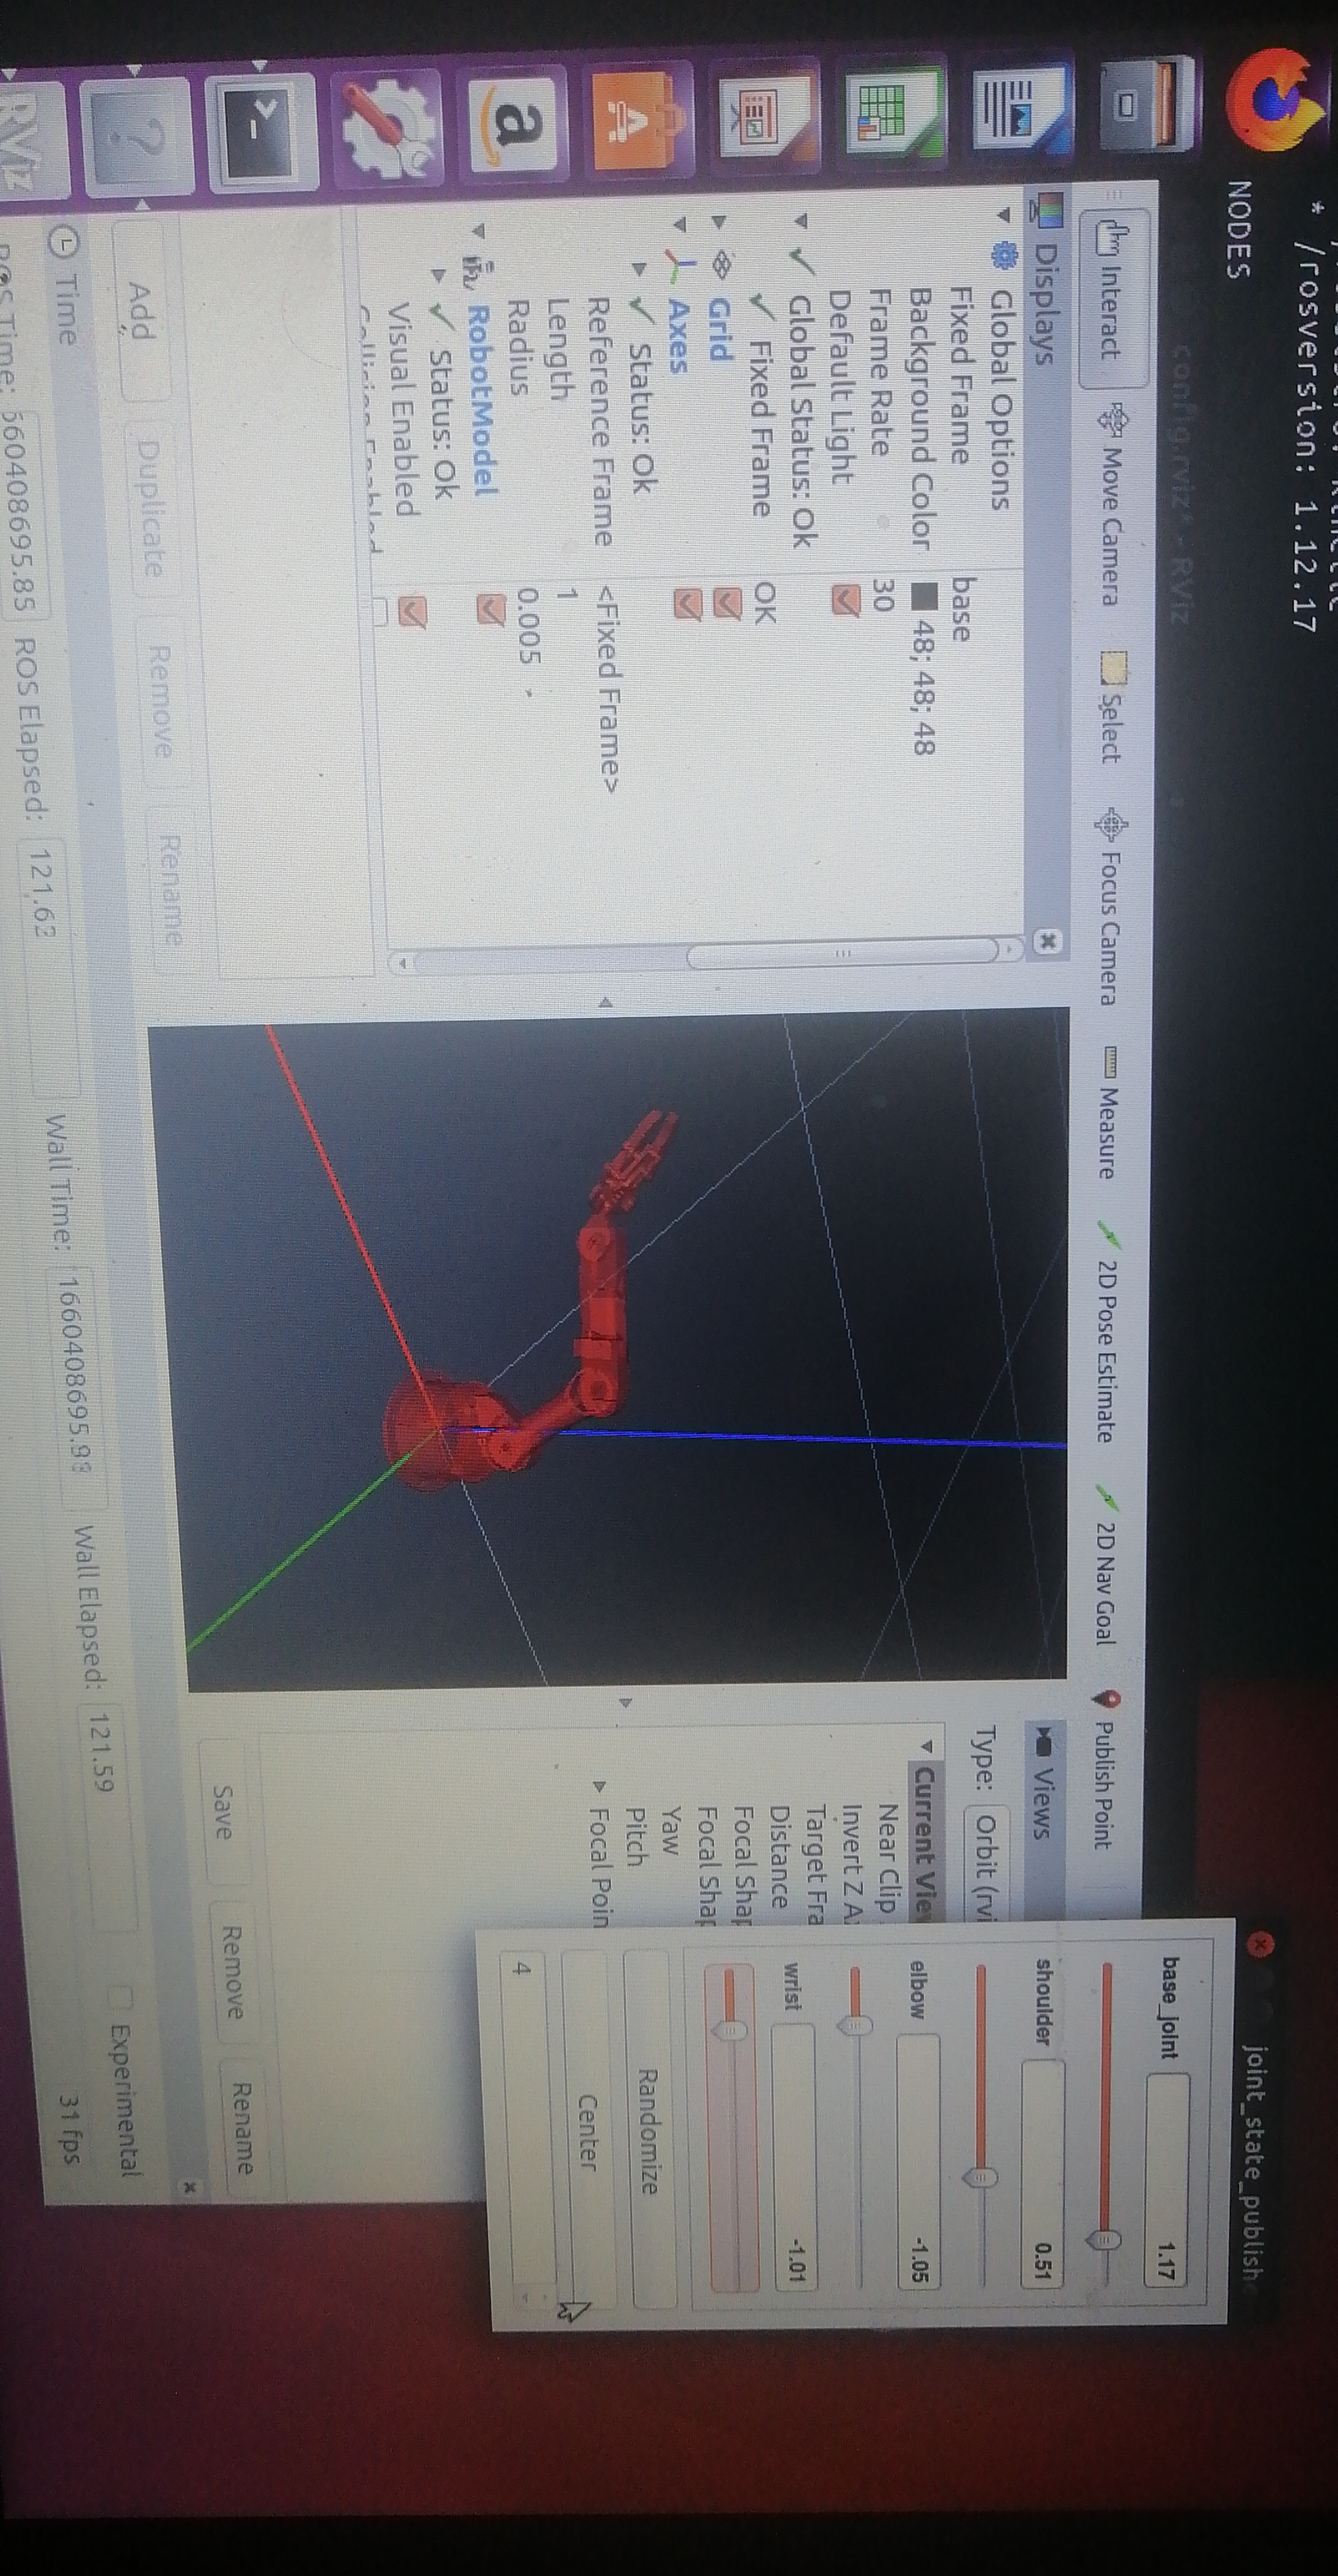 * /rosversion: 1.12.17
NODES
config.rviz* - RViz
Interact
Move Camera
Select
Focus Camera
Measure
2D Pose Estimate
2D Nav Goal
Publish Point
Displays
Global Options
Fixed Frame base
Background Color 48; 48; 48
Frame Rate 30
Default Light
Global Status: Ok
Fixed Frame OK
Grid
Axes
Status: Ok
Reference Frame <Fixed Frame>
Length 1
Radius 0.005
RobotModel
Status: Ok
Visual Enabled
Add
Duplicate
Remove
Rename
Views
Type: Orbit (rvi
Current Vie
Near Clip
Invert Z A
Target Fra
Distance
Focal Shap
Focal Shap
Yaw
Pitch
Focal Poin
Save
Remove
Rename
joint_state_publishe
base_joint 1.17
shoulder 0.51
elbow -1.05
wrist -1.01
Randomize
Center
4
Time
ROS Time: 560408695.85
ROS Elapsed: 121.62
Wall Time:
Wall Elapsed: 121.59
Experimental
31 fps
RViz